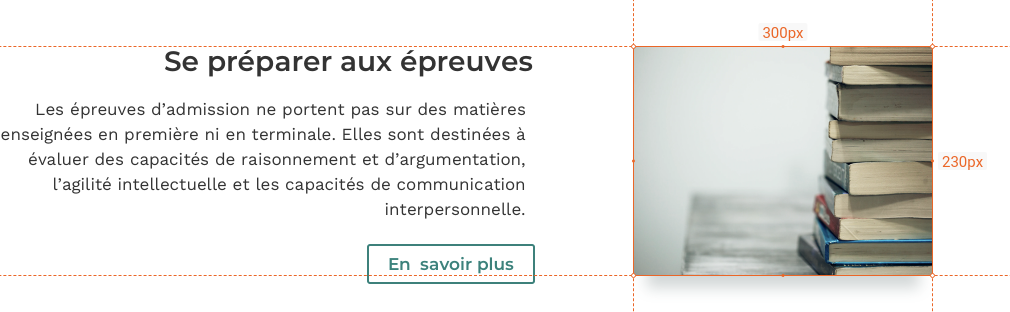 300px
Se préparer aux épreuves
Les épreuves d’admission ne portent pas sur des matières
enseignées en première ni en terminale. Elles sont destinées à
évaluer des capacités de raisonnement et d’argumentation,
l’agilité intellectuelle et les capacités de communication
interpersonnelle.
230px
En  savoir plus